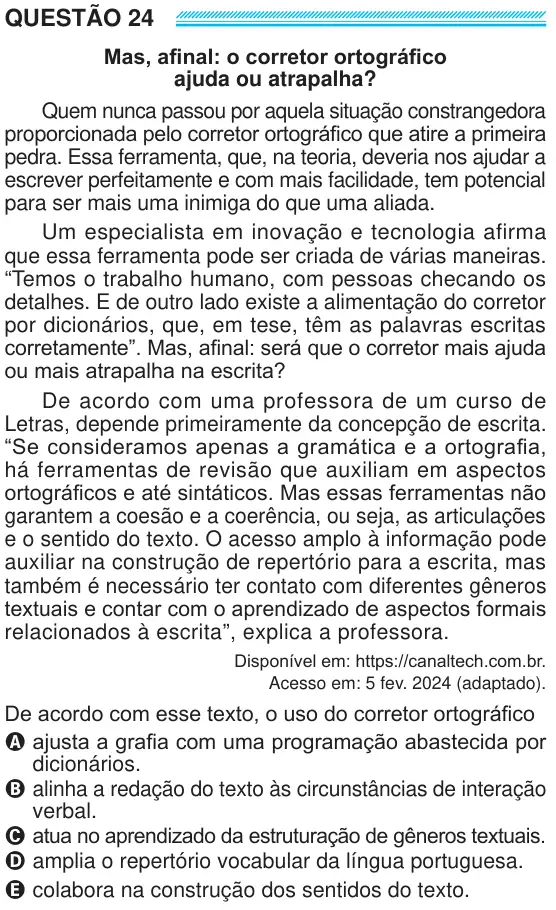 QUESTÃO 24
Mas, afinal: o corretor ortográfico
ajuda ou atrapalha?
Quem nunca passou por aquela situação constrangedora
proporcionada pelo corretor ortográfico que atire a primeira
pedra. Essa ferramenta, que, na teoria, deveria nos ajudar a
escrever perfeitamente e com mais facilidade, tem potencial
para ser mais uma inimiga do que uma aliada.
Um especialista em inovação e tecnologia afirma
que essa ferramenta pode ser criada de várias maneiras.
“Temos o trabalho humano, com pessoas checando os
detalhes. E de outro lado existe a alimentação do corretor
por dicionários, que, em tese, têm as palavras escritas
corretamente”. Mas, afinal: será que o corretor mais ajuda
ou mais atrapalha na escrita?
De acordo com uma professora de um curso de
Letras, depende primeiramente da concepção de escrita.
“Se consideramos apenas a gramática e a ortografia,
há ferramentas de revisão que auxiliam em aspectos
ortográficos e até sintáticos. Mas essas ferramentas não
garantem a coesão e a coerência, ou seja, as articulações
e o sentido do texto. O acesso amplo à informação pode
auxiliar na construção de repertório para a escrita, mas
também é necessário ter contato com diferentes gêneros
textuais e contar com o aprendizado de aspectos formais
relacionados à escrita”, explica a professora.
Disponível em: https://canaltech.com.br.
Acesso em: 5 fev. 2024 (adaptado).
De acordo com esse texto, o uso do corretor ortográfico
A ajusta a grafia com uma programação abastecida por
dicionários.
B alinha a redação do texto às circunstâncias de interação
verbal.
C atua no aprendizado da estruturação de gêneros textuais.
D amplia o repertório vocabular da língua portuguesa.
E colabora na construção dos sentidos do texto.